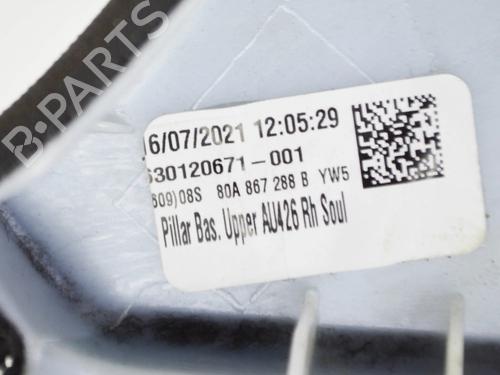 B-PARTS
16/07/2021 12:05:29
630120671-001
609)08S 80A 867 288 B YW5
Pillar Bas. Upper AU426 Rh Soul